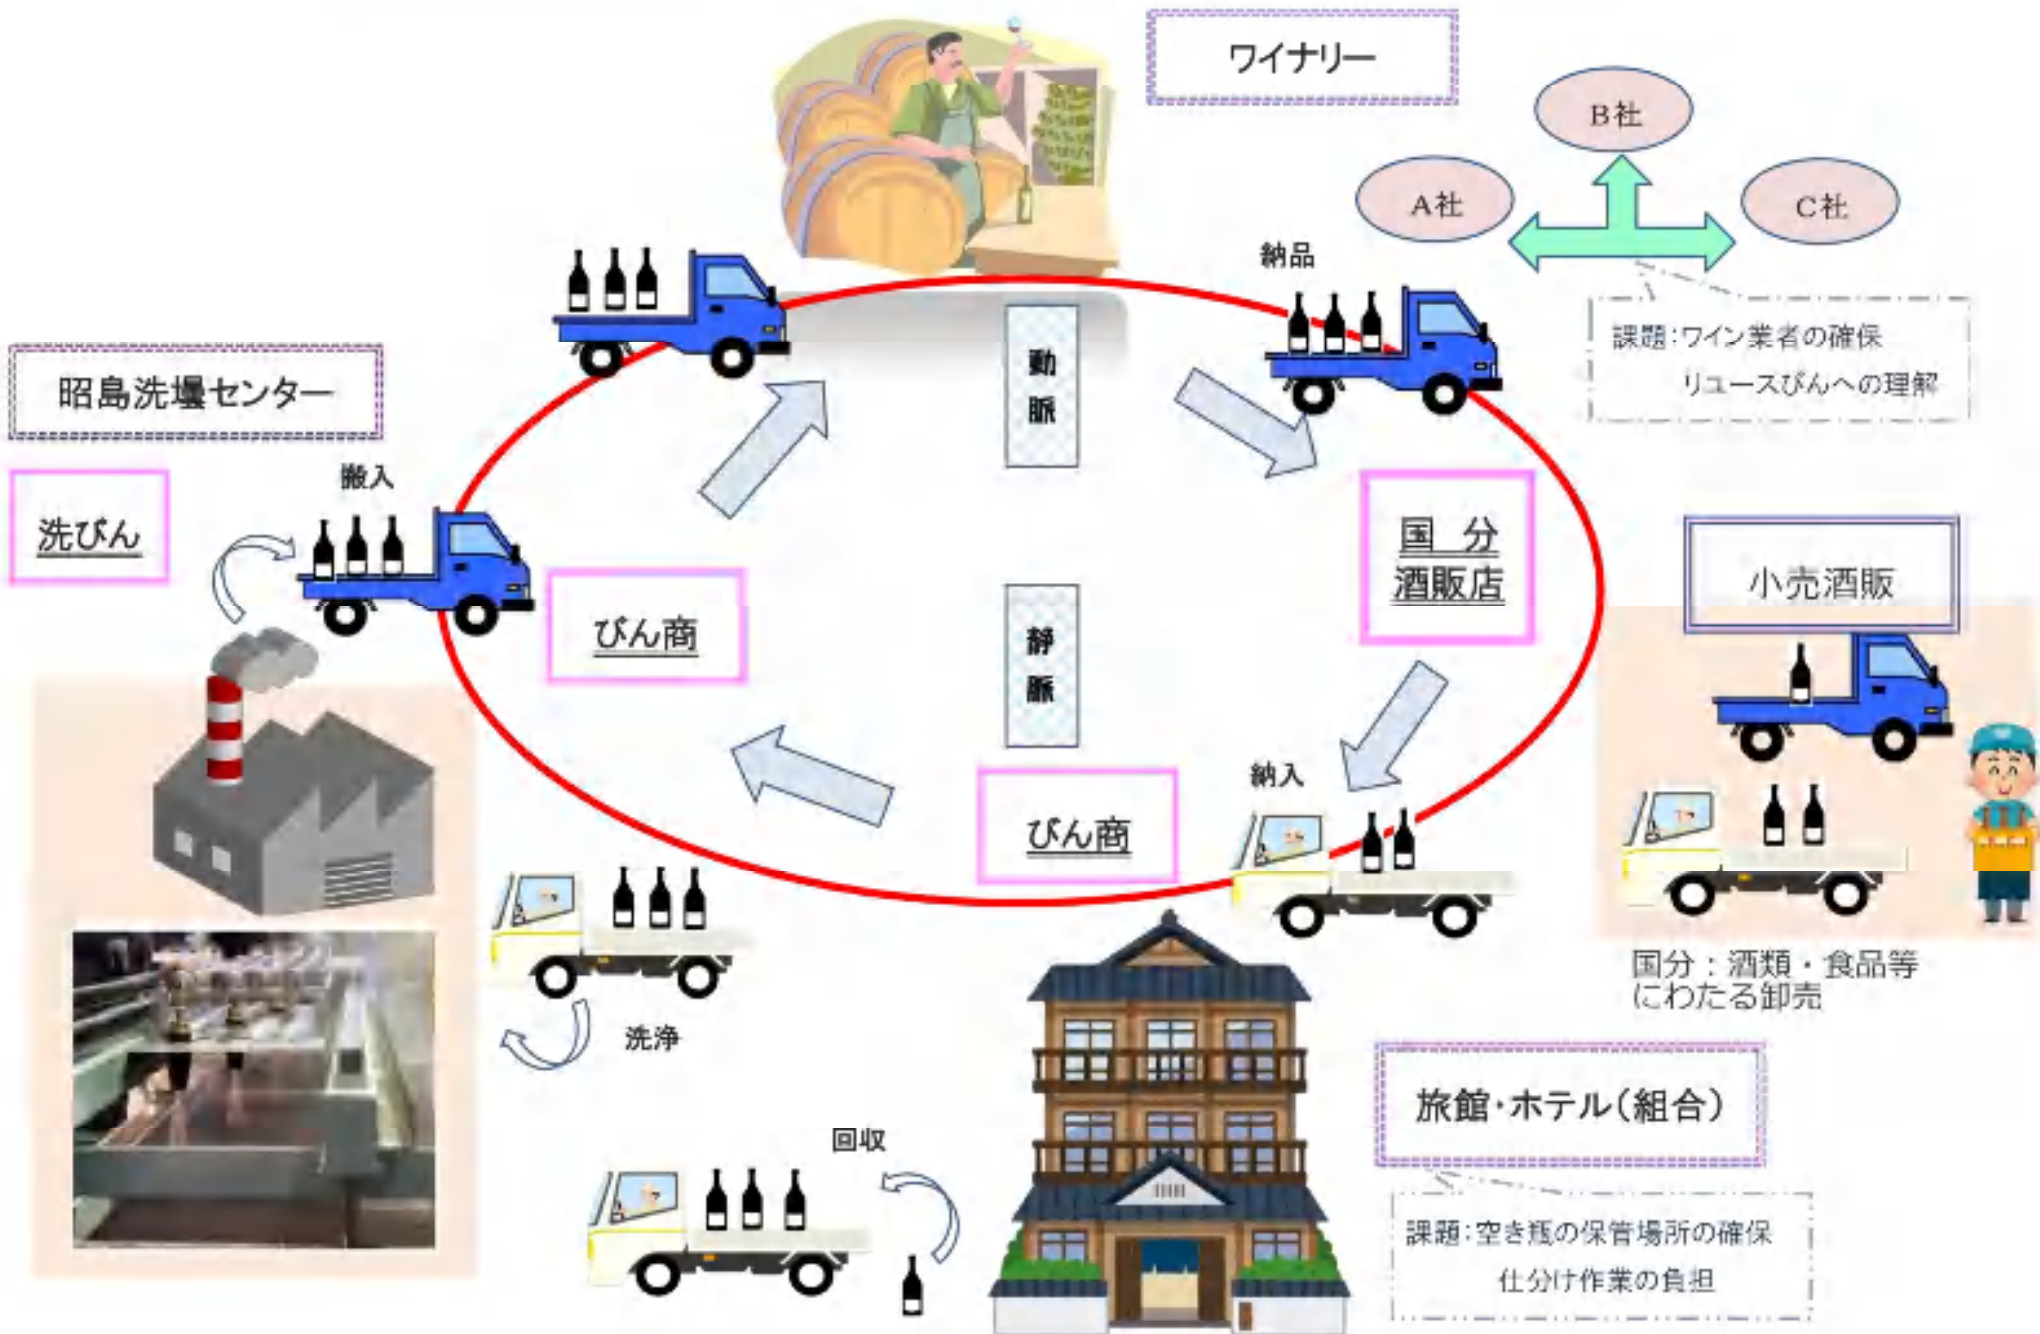 ワイナリー
B社
A社
C社
納品
課題:ワイン業者の確保
リユースびんへの理解
動脈
昭島洗壜センター
搬入
洗びん
国 分
酒販店
小売酒販
びん商
静脈
納入
びん商
国分：酒類・食品等
にわたる卸売
洗浄
旅館・ホテル(組合)
回収
課題:空き瓶の保管場所の確保
仕分け作業の負担